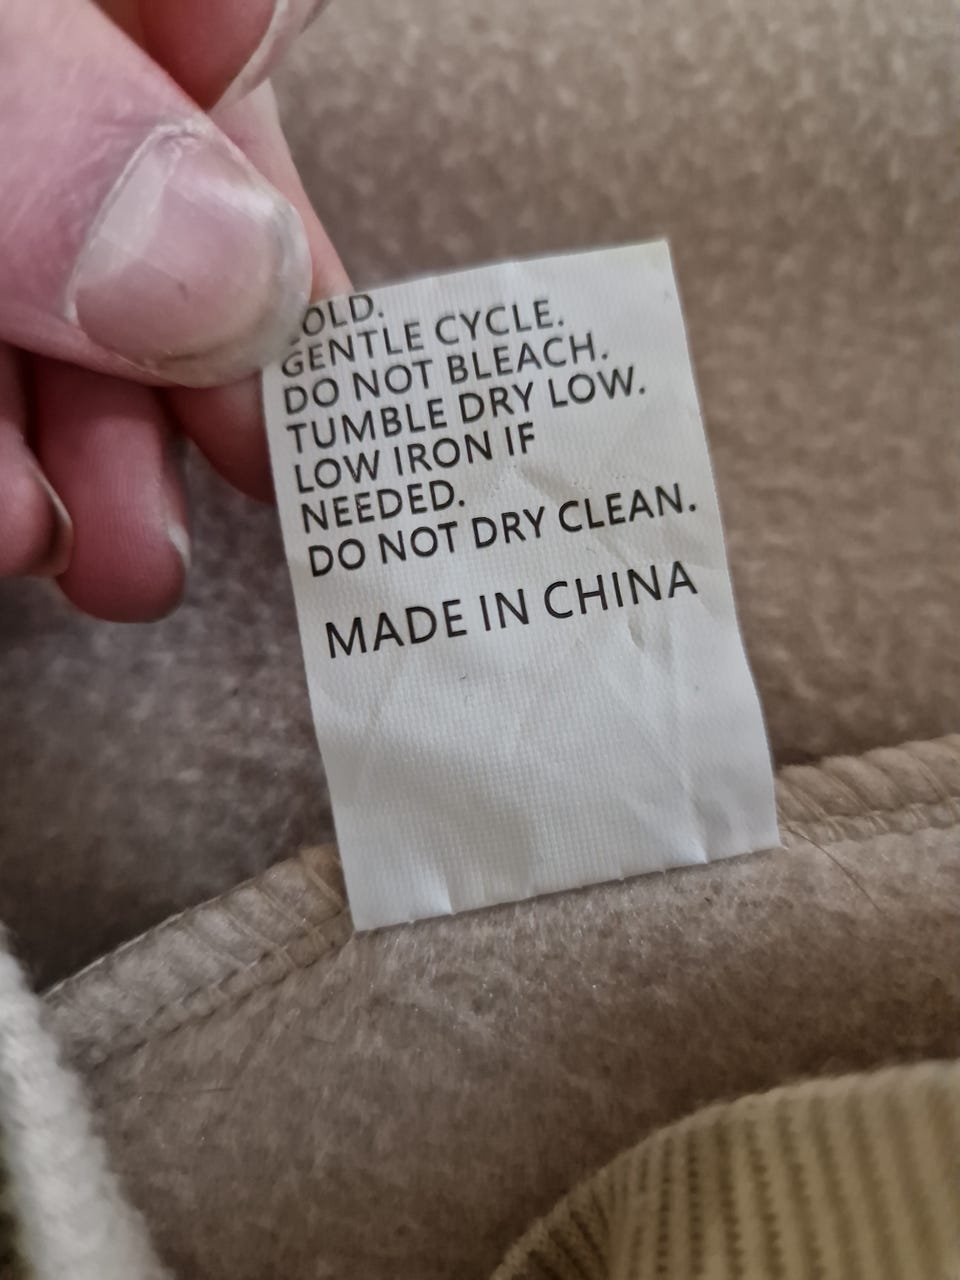 OLD.
GENTLE CYCLE.
DO NOT BLEACH.
TUMBLE DRY LOW.
LOW IRON IF
NEEDED.
DO NOT DRY CLEAN.
MADE IN CHINA